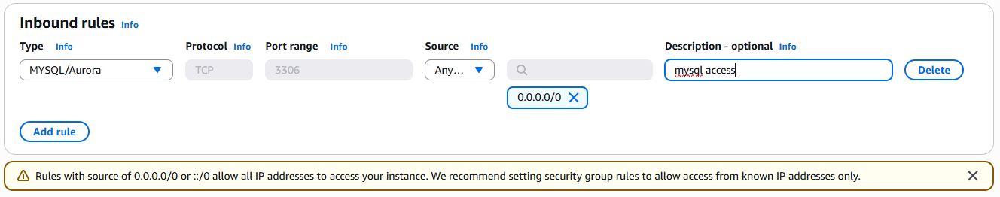 Inbound rules Info
Type Info Protocol Info Port range Info Source Info Description - optional Info
MYSQL/Aurora TCP 3306 Any... mysql access Delete
0.0.0.0/0
Add rule
Rules with source of 0.0.0.0/0 or ::/0 allow all IP addresses to access your instance. We recommend setting security group rules to allow access from known IP addresses only.